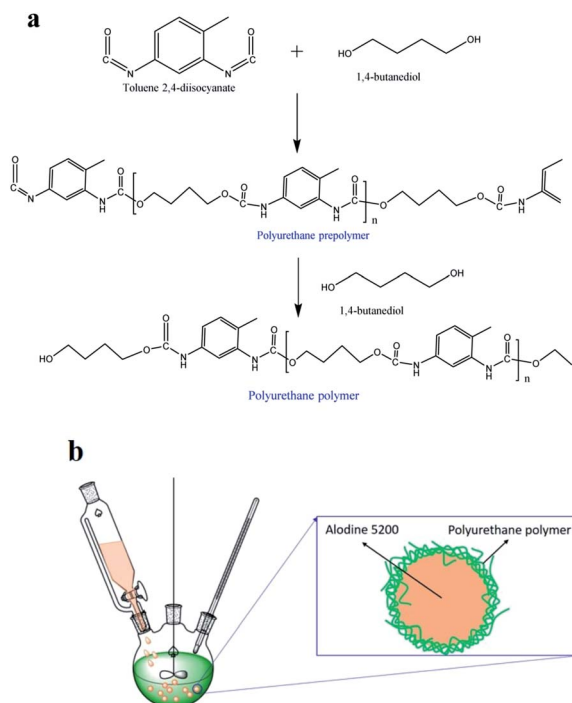 a
O
C
N
N
C
O
Toluene 2,4-diisocyanate
+
HO
OH
1,4-butanediol
O
C
N
NH
O
C
O
O
C
O
NH
NH
O
C
O
n
O
C
O
NH
Polyurethane prepolymer
HO
OH
1,4-butanediol
HO
O
C
O
NH
NH
O
C
O
O
C
O
NH
NH
O
C
O
n
Polyurethane polymer
b
Alodine 5200
Polyurethane polymer